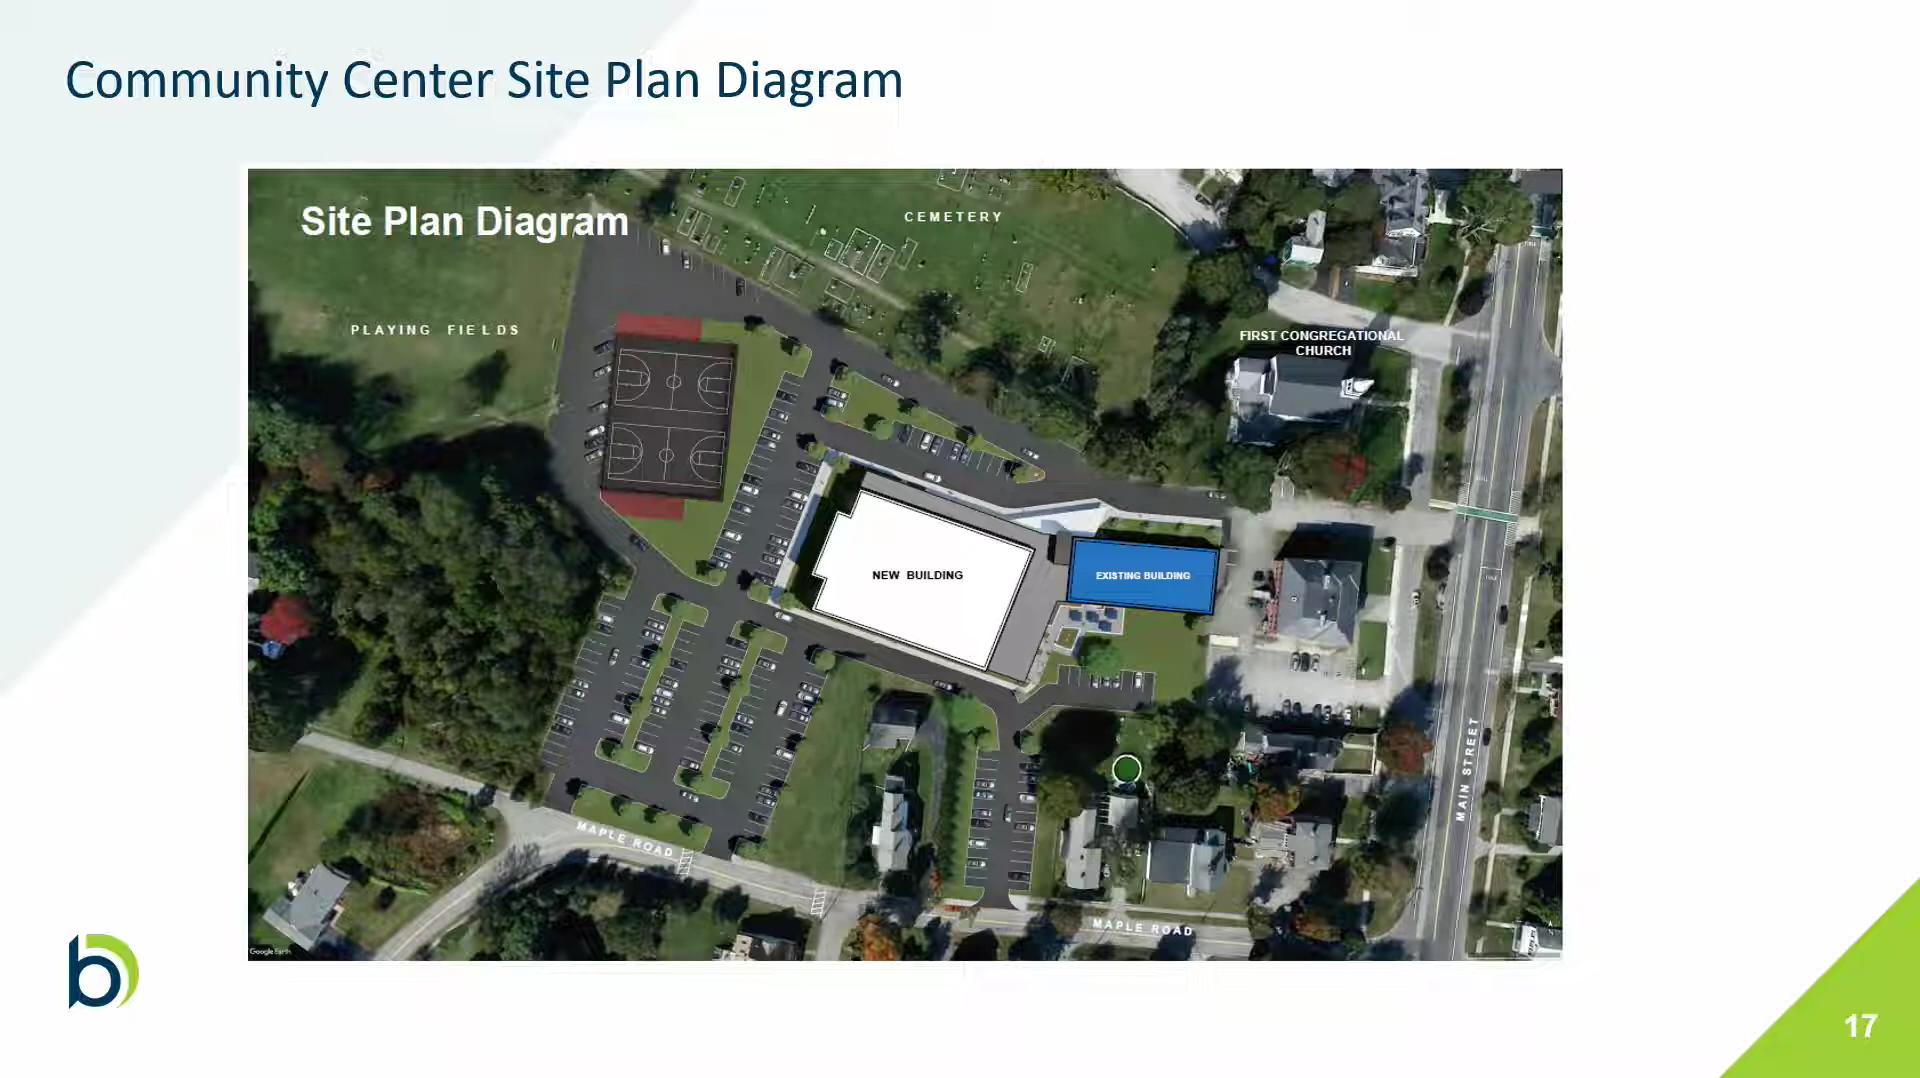 Community Center Site Plan Diagram
Site Plan Diagram
CEMETERY
PLAYING FIELDS
FIRST CONGREGATIONAL
CHURCH
NEW BUILDING
EXISTING BUILDING
MAIN STREET
MAPLE ROAD
MAPLE ROAD
Google Earth
b
17